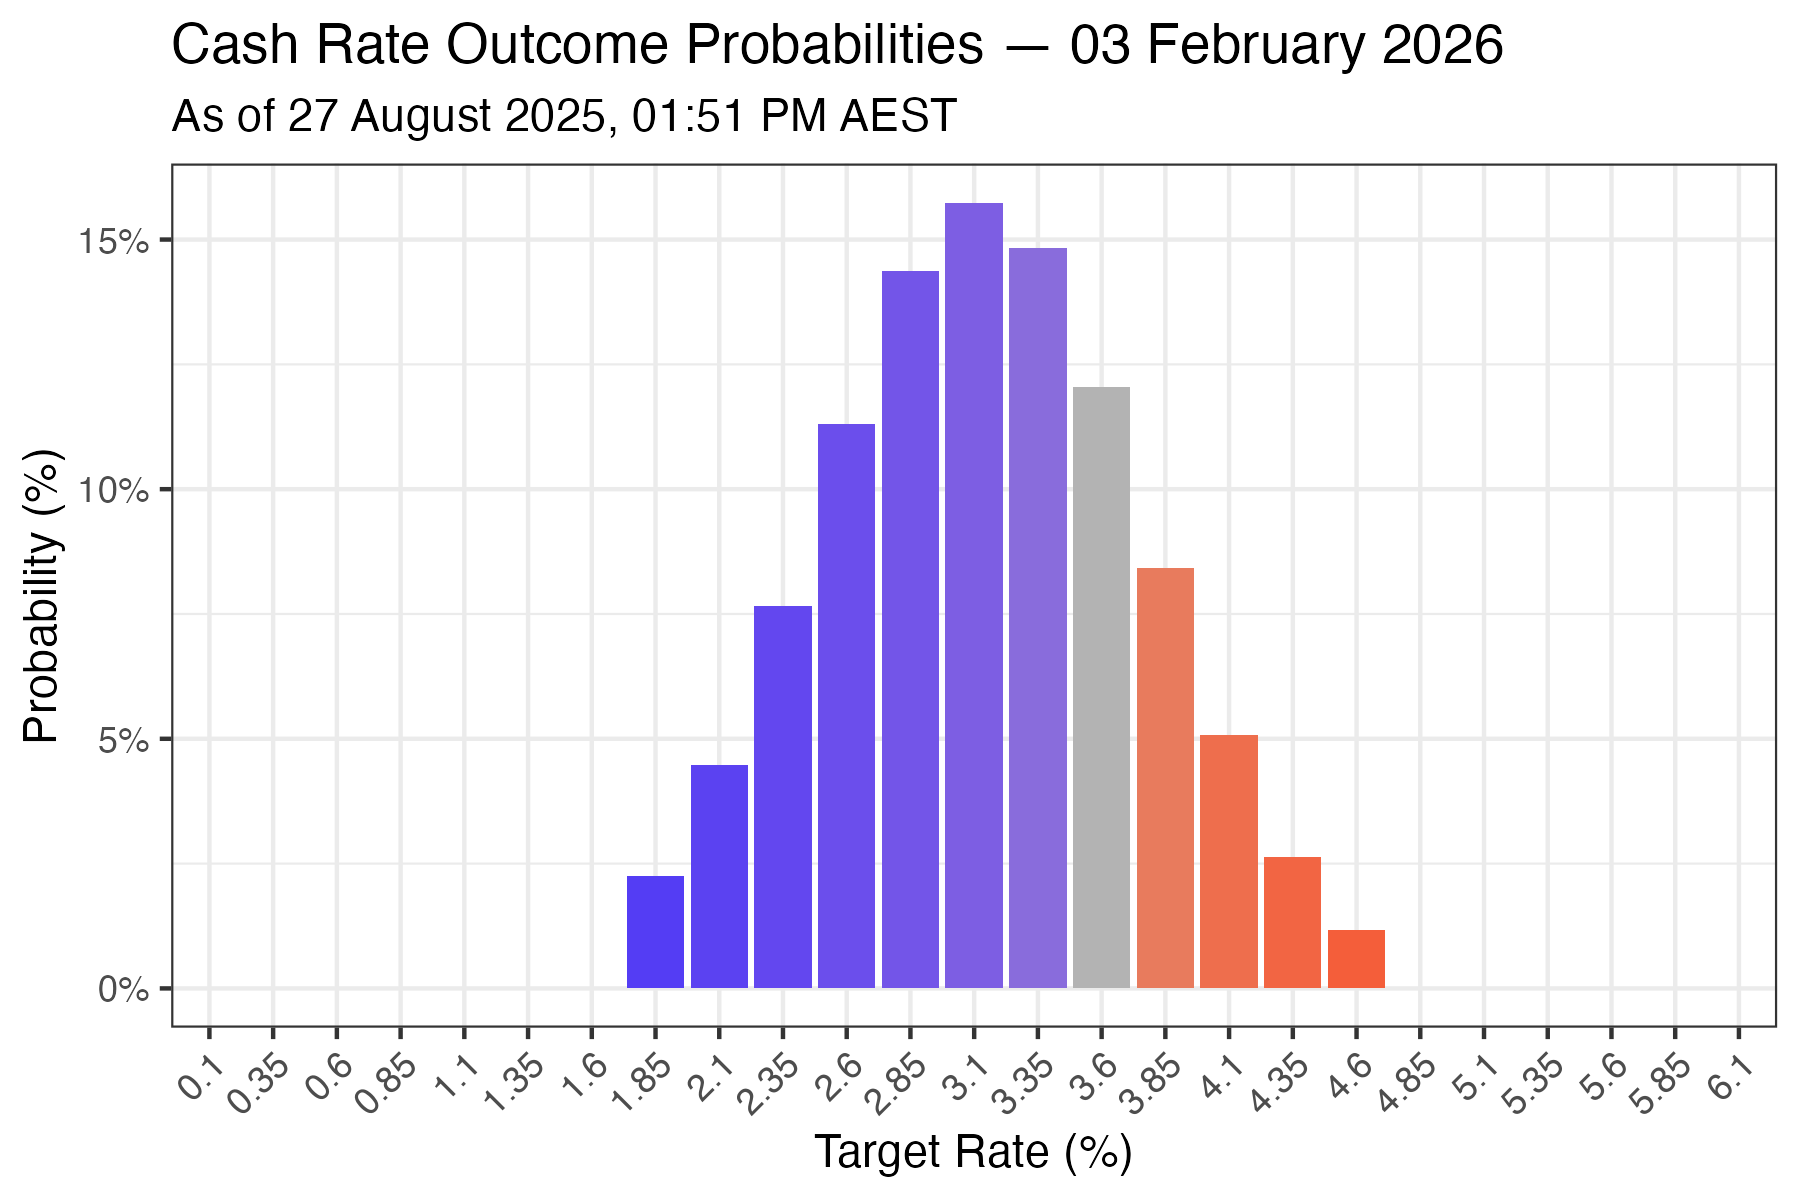 Cash Rate Outcome Probabilities — 03 February 2026
As of 27 August 2025, 01:51 PM AEST
Probability (%)
15%
10%
5%
0%
0.1 0.35 0.6 0.85 1.1 1.35 1.6 1.85 2.1 2.35 2.6 2.85 3.1 3.35 3.6 3.85 4.1 4.35 4.6 4.85 5.1 5.35 5.6 5.85 6.1
Target Rate (%)